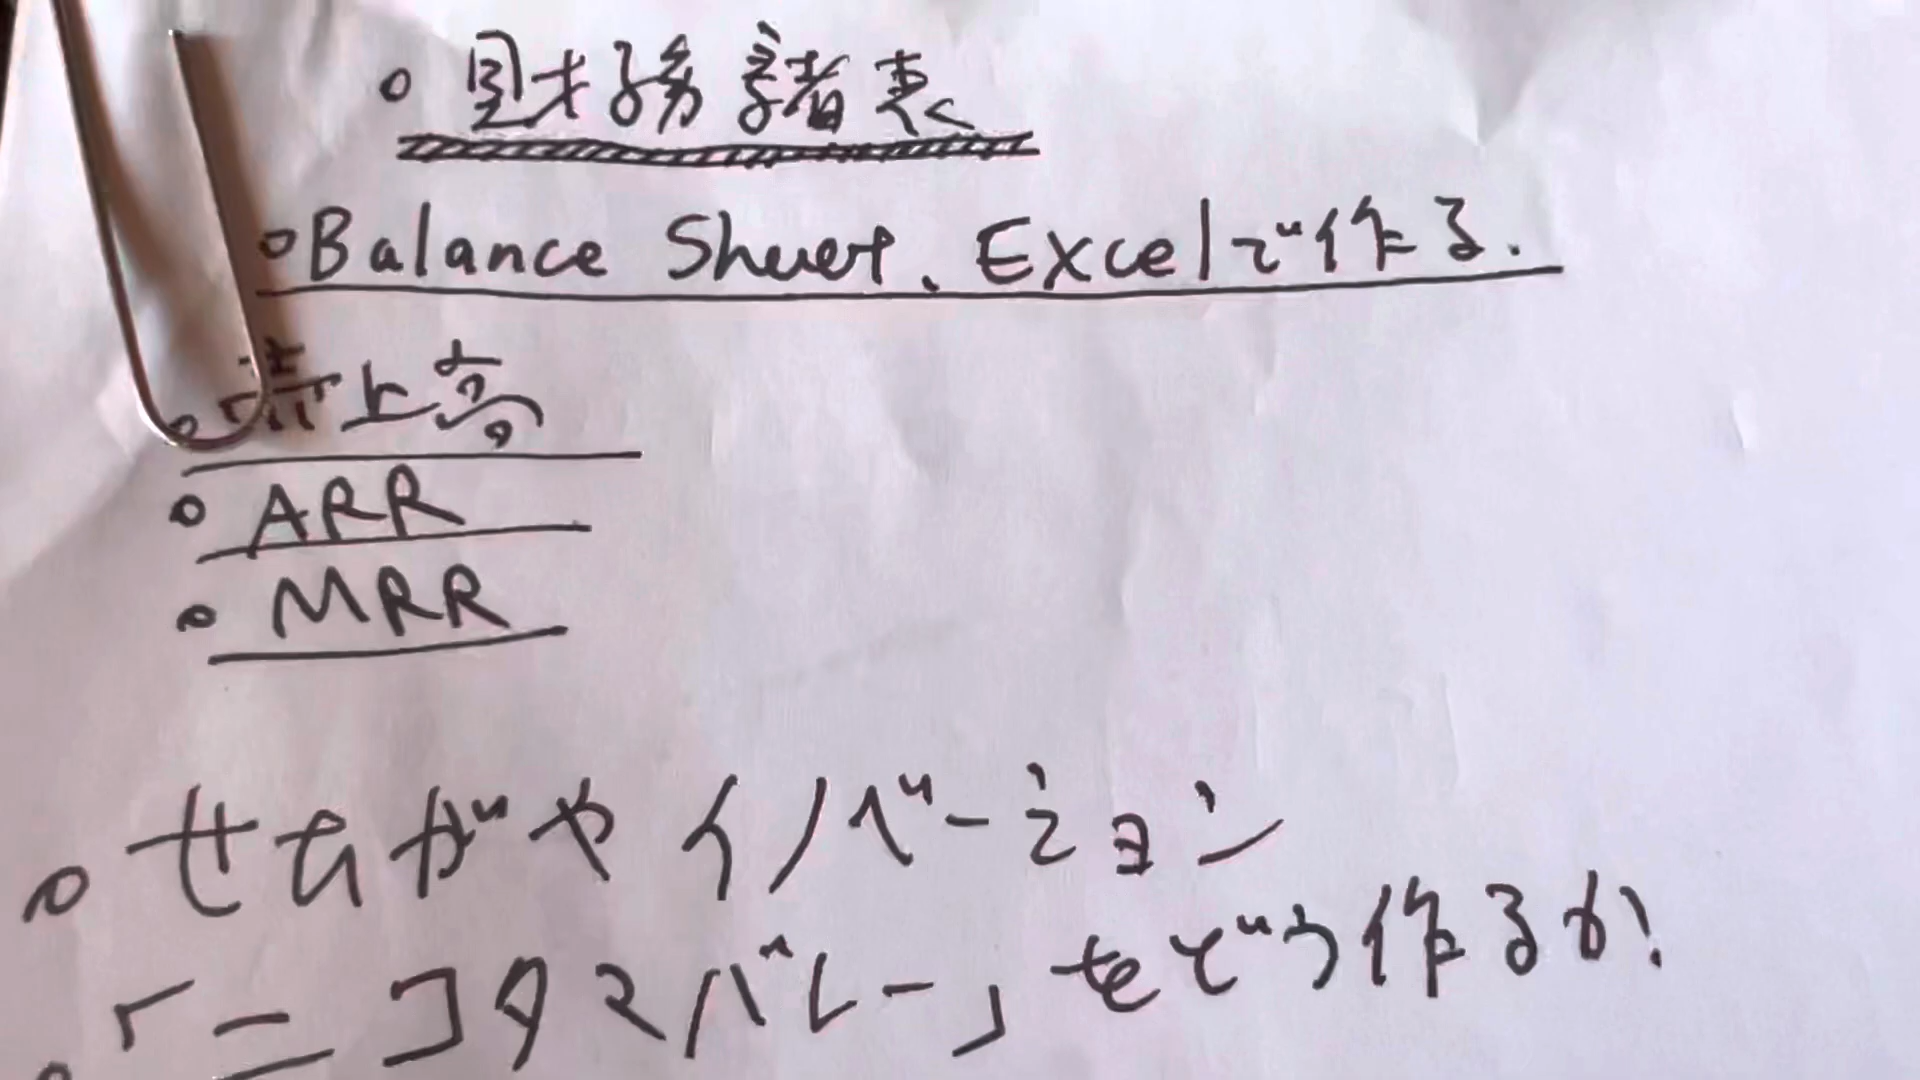 ○ 財務諸表
○ Balance Sheet、Excelで作る.
○ 売上高
○ ARR
○ MRR
○ せたがやイノベーション
○ 「ニコタマバレー」をどう作るか!